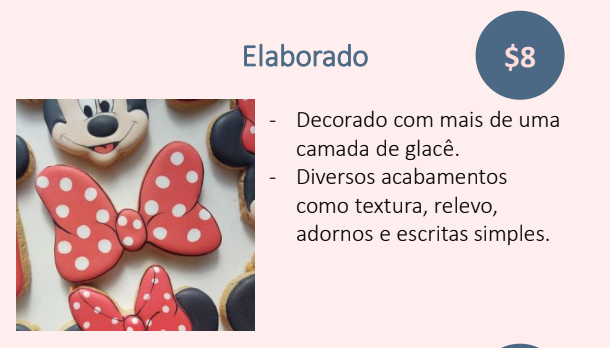 Elaborado
$8
- Decorado com mais de uma
camada de glacê.
- Diversos acabamentos
como textura, relevo,
adornos e escritas simples.